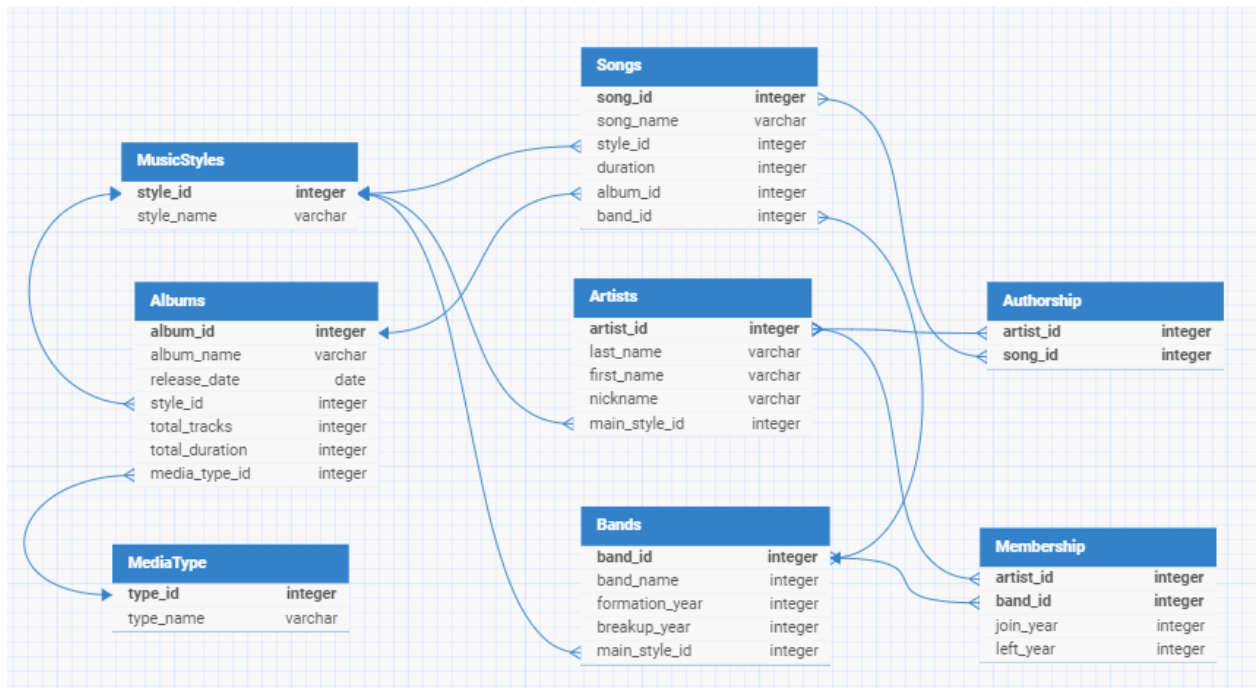 MusicStyles
style_id integer
style_name varchar
Albums
album_id integer
album_name varchar
release_date date
style_id integer
total_tracks integer
total_duration integer
media_type_id integer
MediaType
type_id integer
type_name varchar
Songs
song_id integer
song_name varchar
style_id integer
duration integer
album_id integer
band_id integer
Artists
artist_id integer
last_name varchar
first_name varchar
nickname varchar
main_style_id integer
Bands
band_id integer
band_name integer
formation_year integer
breakup_year integer
main_style_id integer
Authorship
artist_id integer
song_id integer
Membership
artist_id integer
band_id integer
join_year integer
left_year integer